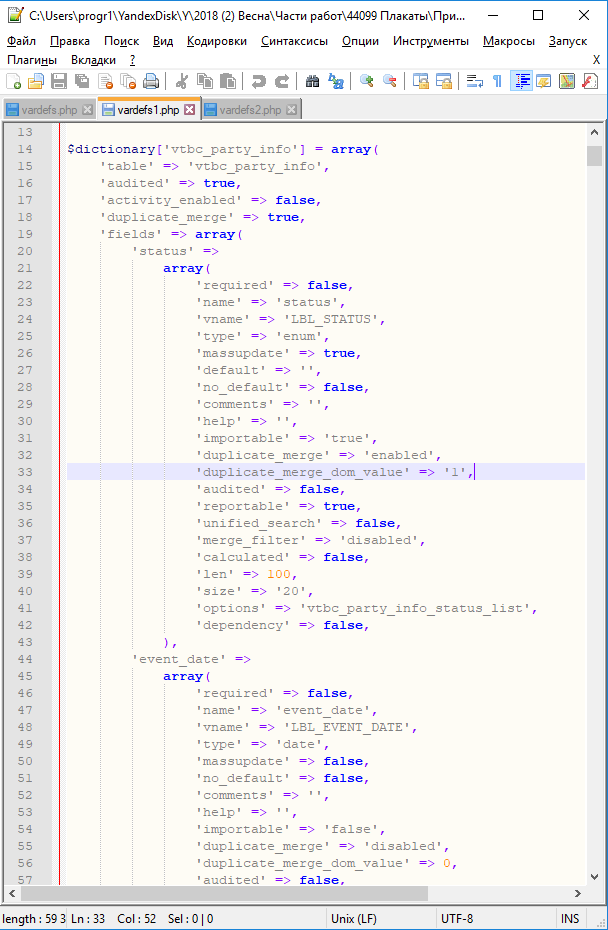 C:\Users\progr1\YandexDisk\Y\2018 (2) Весна\Части работ\44099 Плакаты\При...
Файл Правка Поиск Вид Кодировки Синтаксисы Опции Инструменты Макросы Запуск
Плагины Вкладки ? X
vardefs.php vardefs1.php vardefs2.php
13
14 $dictionary['vtbc_party_info'] = array(
15 'table' => 'vtbc_party_info',
16 'audited' => true,
17 'activity_enabled' => false,
18 'duplicate_merge' => true,
19 'fields' => array(
20 'status' =>
21 array(
22 'required' => false,
23 'name' => 'status',
24 'vname' => 'LBL_STATUS',
25 'type' => 'enum',
26 'massupdate' => true,
27 'default' => '',
28 'no_default' => false,
29 'comments' => '',
30 'help' => '',
31 'importable' => 'true',
32 'duplicate_merge' => 'enabled',
33 'duplicate_merge_dom_value' => '1',
34 'audited' => false,
35 'reportable' => true,
36 'unified_search' => false,
37 'merge_filter' => 'disabled',
38 'calculated' => false,
39 'len' => 100,
40 'size' => '20',
41 'options' => 'vtbc_party_info_status_list',
42 'dependency' => false,
43 ),
44 'event_date' =>
45 array(
46 'required' => false,
47 'name' => 'event_date',
48 'vname' => 'LBL_EVENT_DATE',
49 'type' => 'date',
50 'massupdate' => false,
51 'no_default' => false,
52 'comments' => '',
53 'help' => '',
54 'importable' => 'false',
55 'duplicate_merge' => 'disabled',
56 'duplicate_merge_dom_value' => 0,
57 'audited' => false,
length : 59 3 Ln : 33 Col : 52 Sel : 0 | 0 Unix (LF) UTF-8 INS